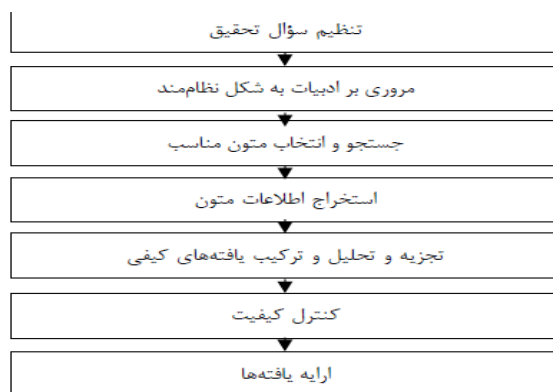 تنظیم سؤال تحقیق
مروری بر ادبیات به شکل نظام‌مند
جستجو و انتخاب متون مناسب
استخراج اطلاعات متون
تجزیه و تحلیل و ترکیب یافته‌های کیفی
کنترل کیفیت
ارایه یافته‌ها